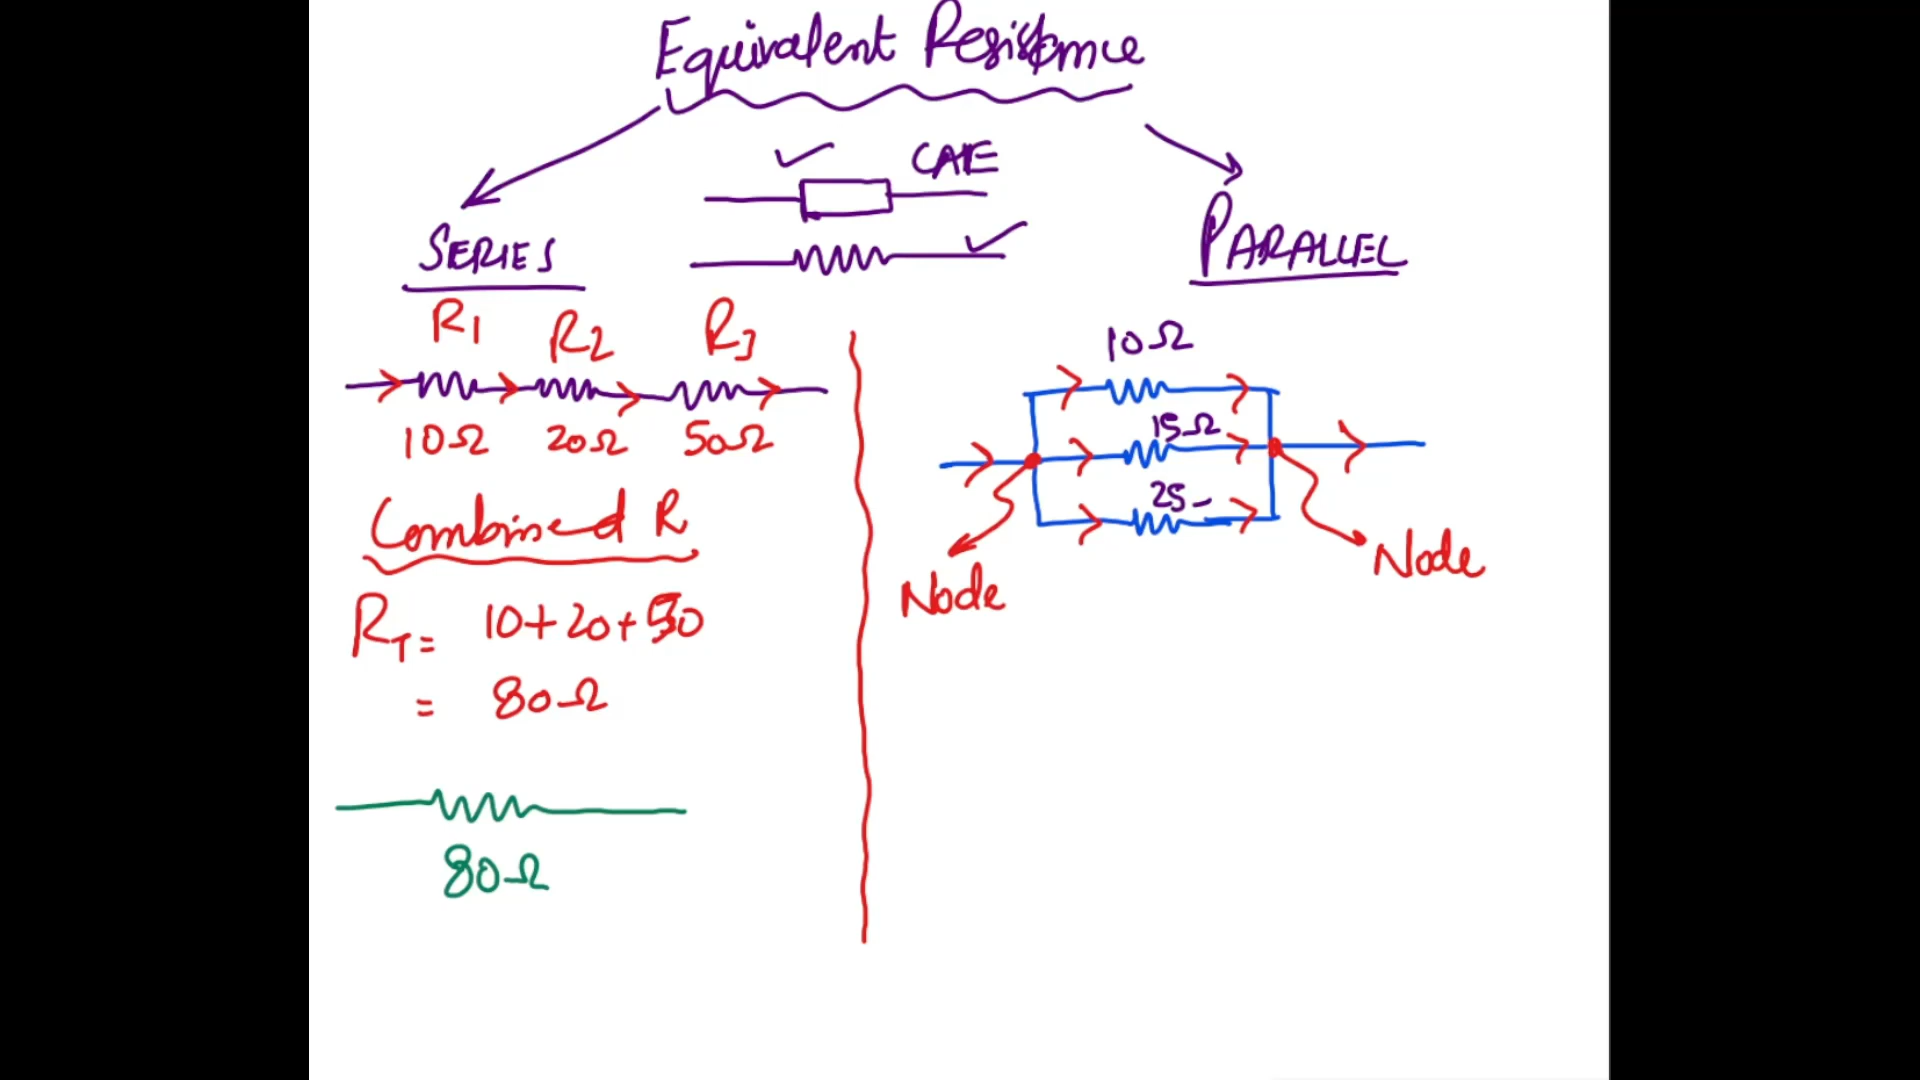 Equivalent Resistance
CAIE
SERIES
PARALLEL
R1 R2 R3
10Ω 20Ω 50Ω
Combined R
RT = 10+20+50
= 80Ω
80Ω
10Ω
15Ω
25
Node
Node